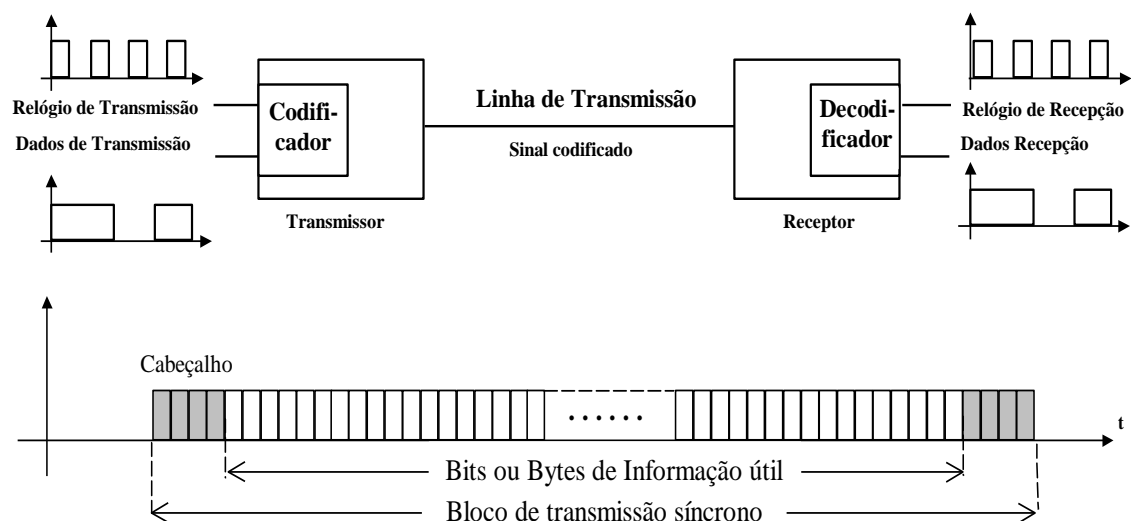 Relógio de Transmissão
Dados de Transmissão
Codifi-
cador
Transmissor
Linha de Transmissão
Sinal codificado
Decodi-
ficador
Receptor
Relógio de Recepção
Dados Recepção
Cabeçalho
......
t
Bits ou Bytes de Informação útil
Bloco de transmissão síncrono